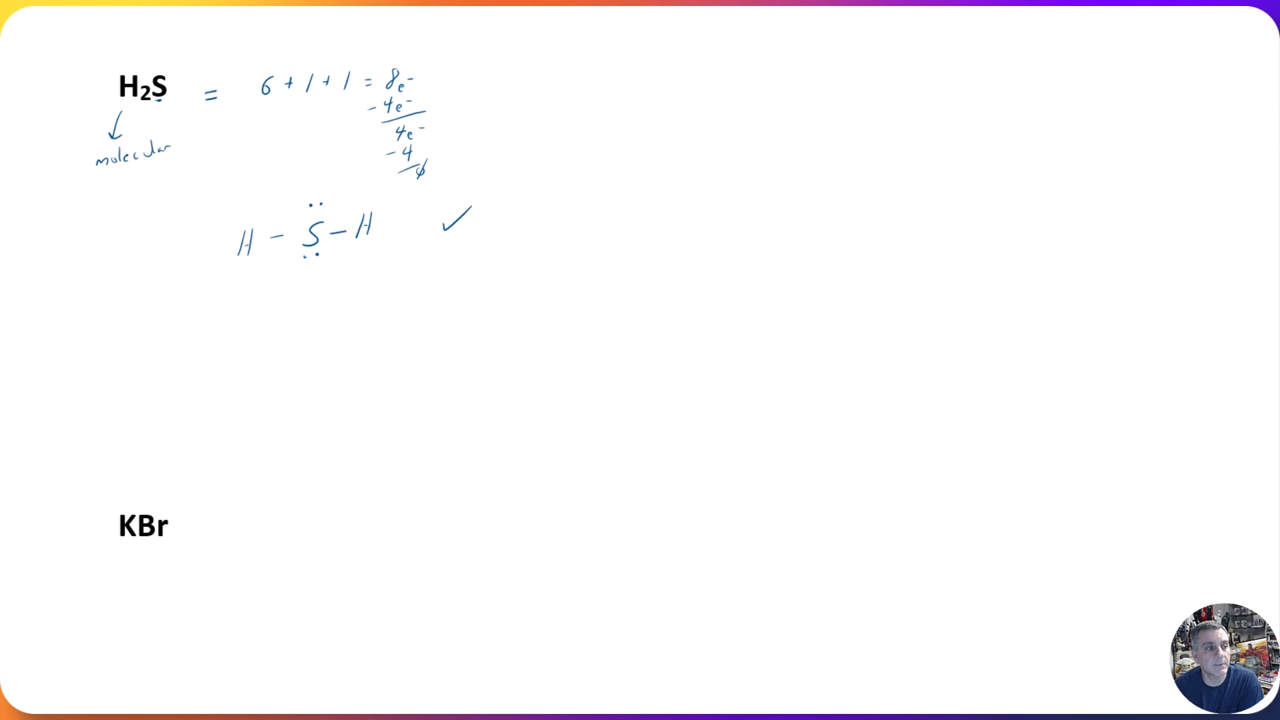 H₂S = 6 + 1 + 1 = 8e⁻
- 4e⁻
4e⁻
- 4
molecular
0
H - S - H ✓
KBr